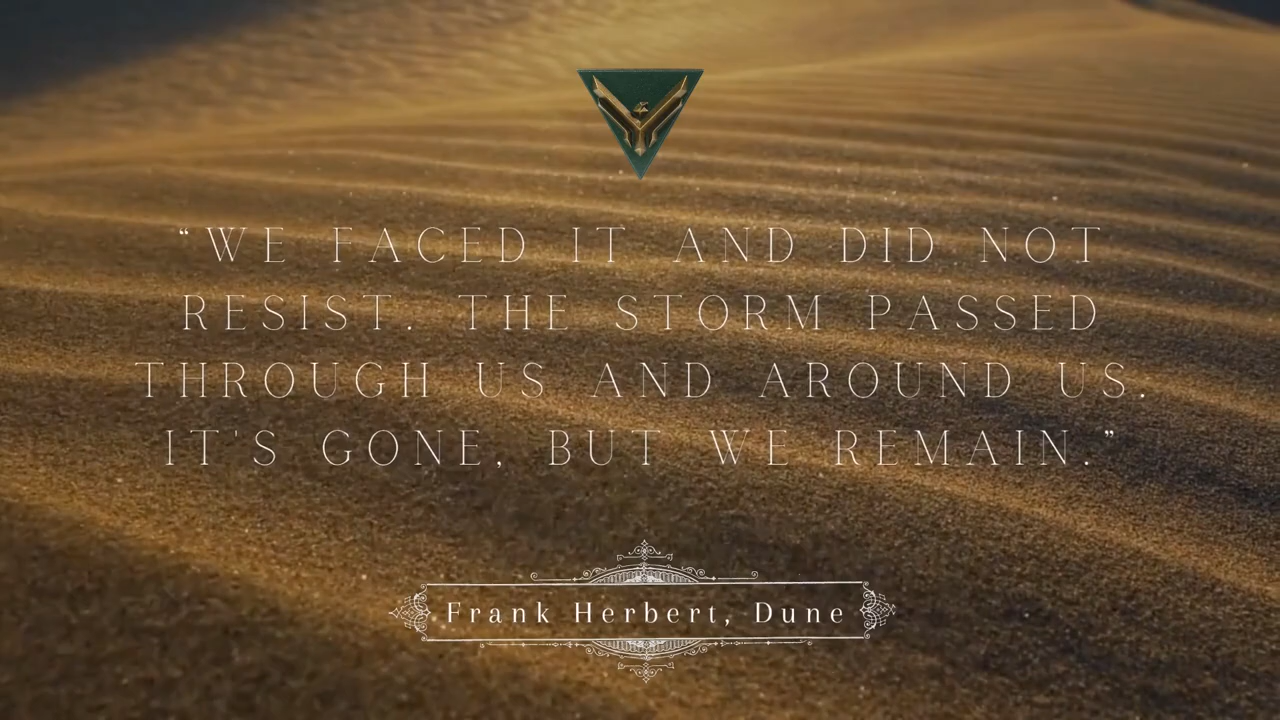 “WE FACED IT AND DID NOT
RESIST. THE STORM PASSED
THROUGH US AND AROUND US.
IT'S GONE, BUT WE REMAIN.”
Frank Herbert, Dune